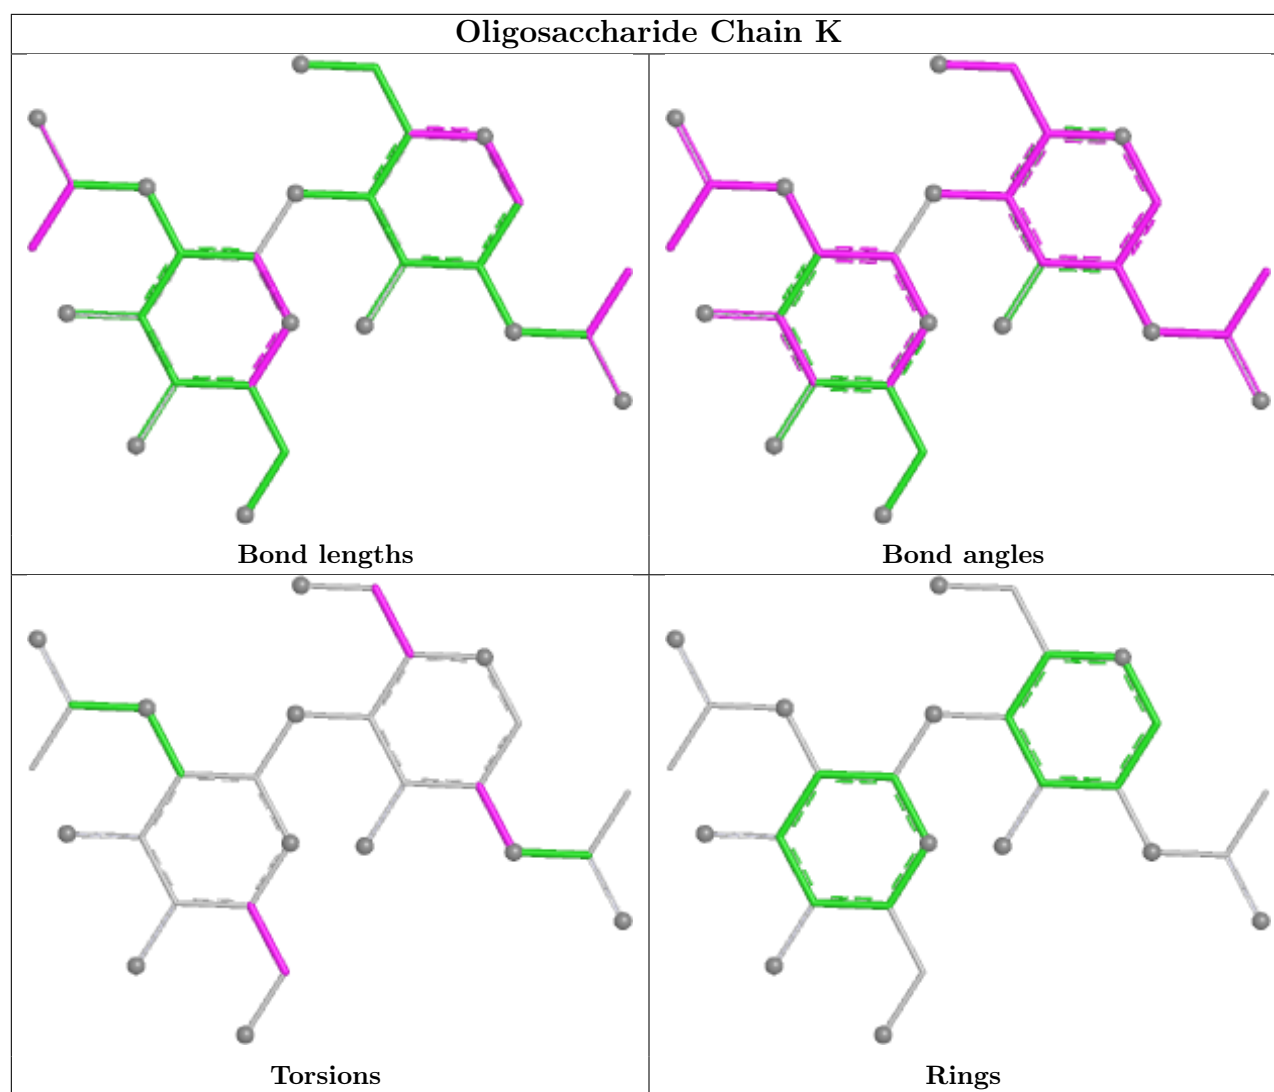 Oligosaccharide Chain K
Bond lengths
Bond angles
Torsions
Rings